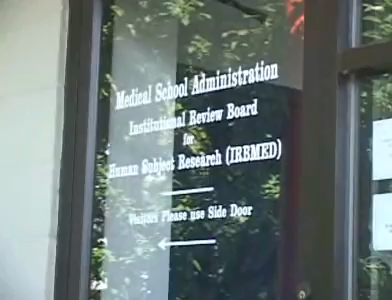 Medical School Administration
Institutional Review Board
for
Human Subject Research (IRBMED)
Visitors Please use Side Door